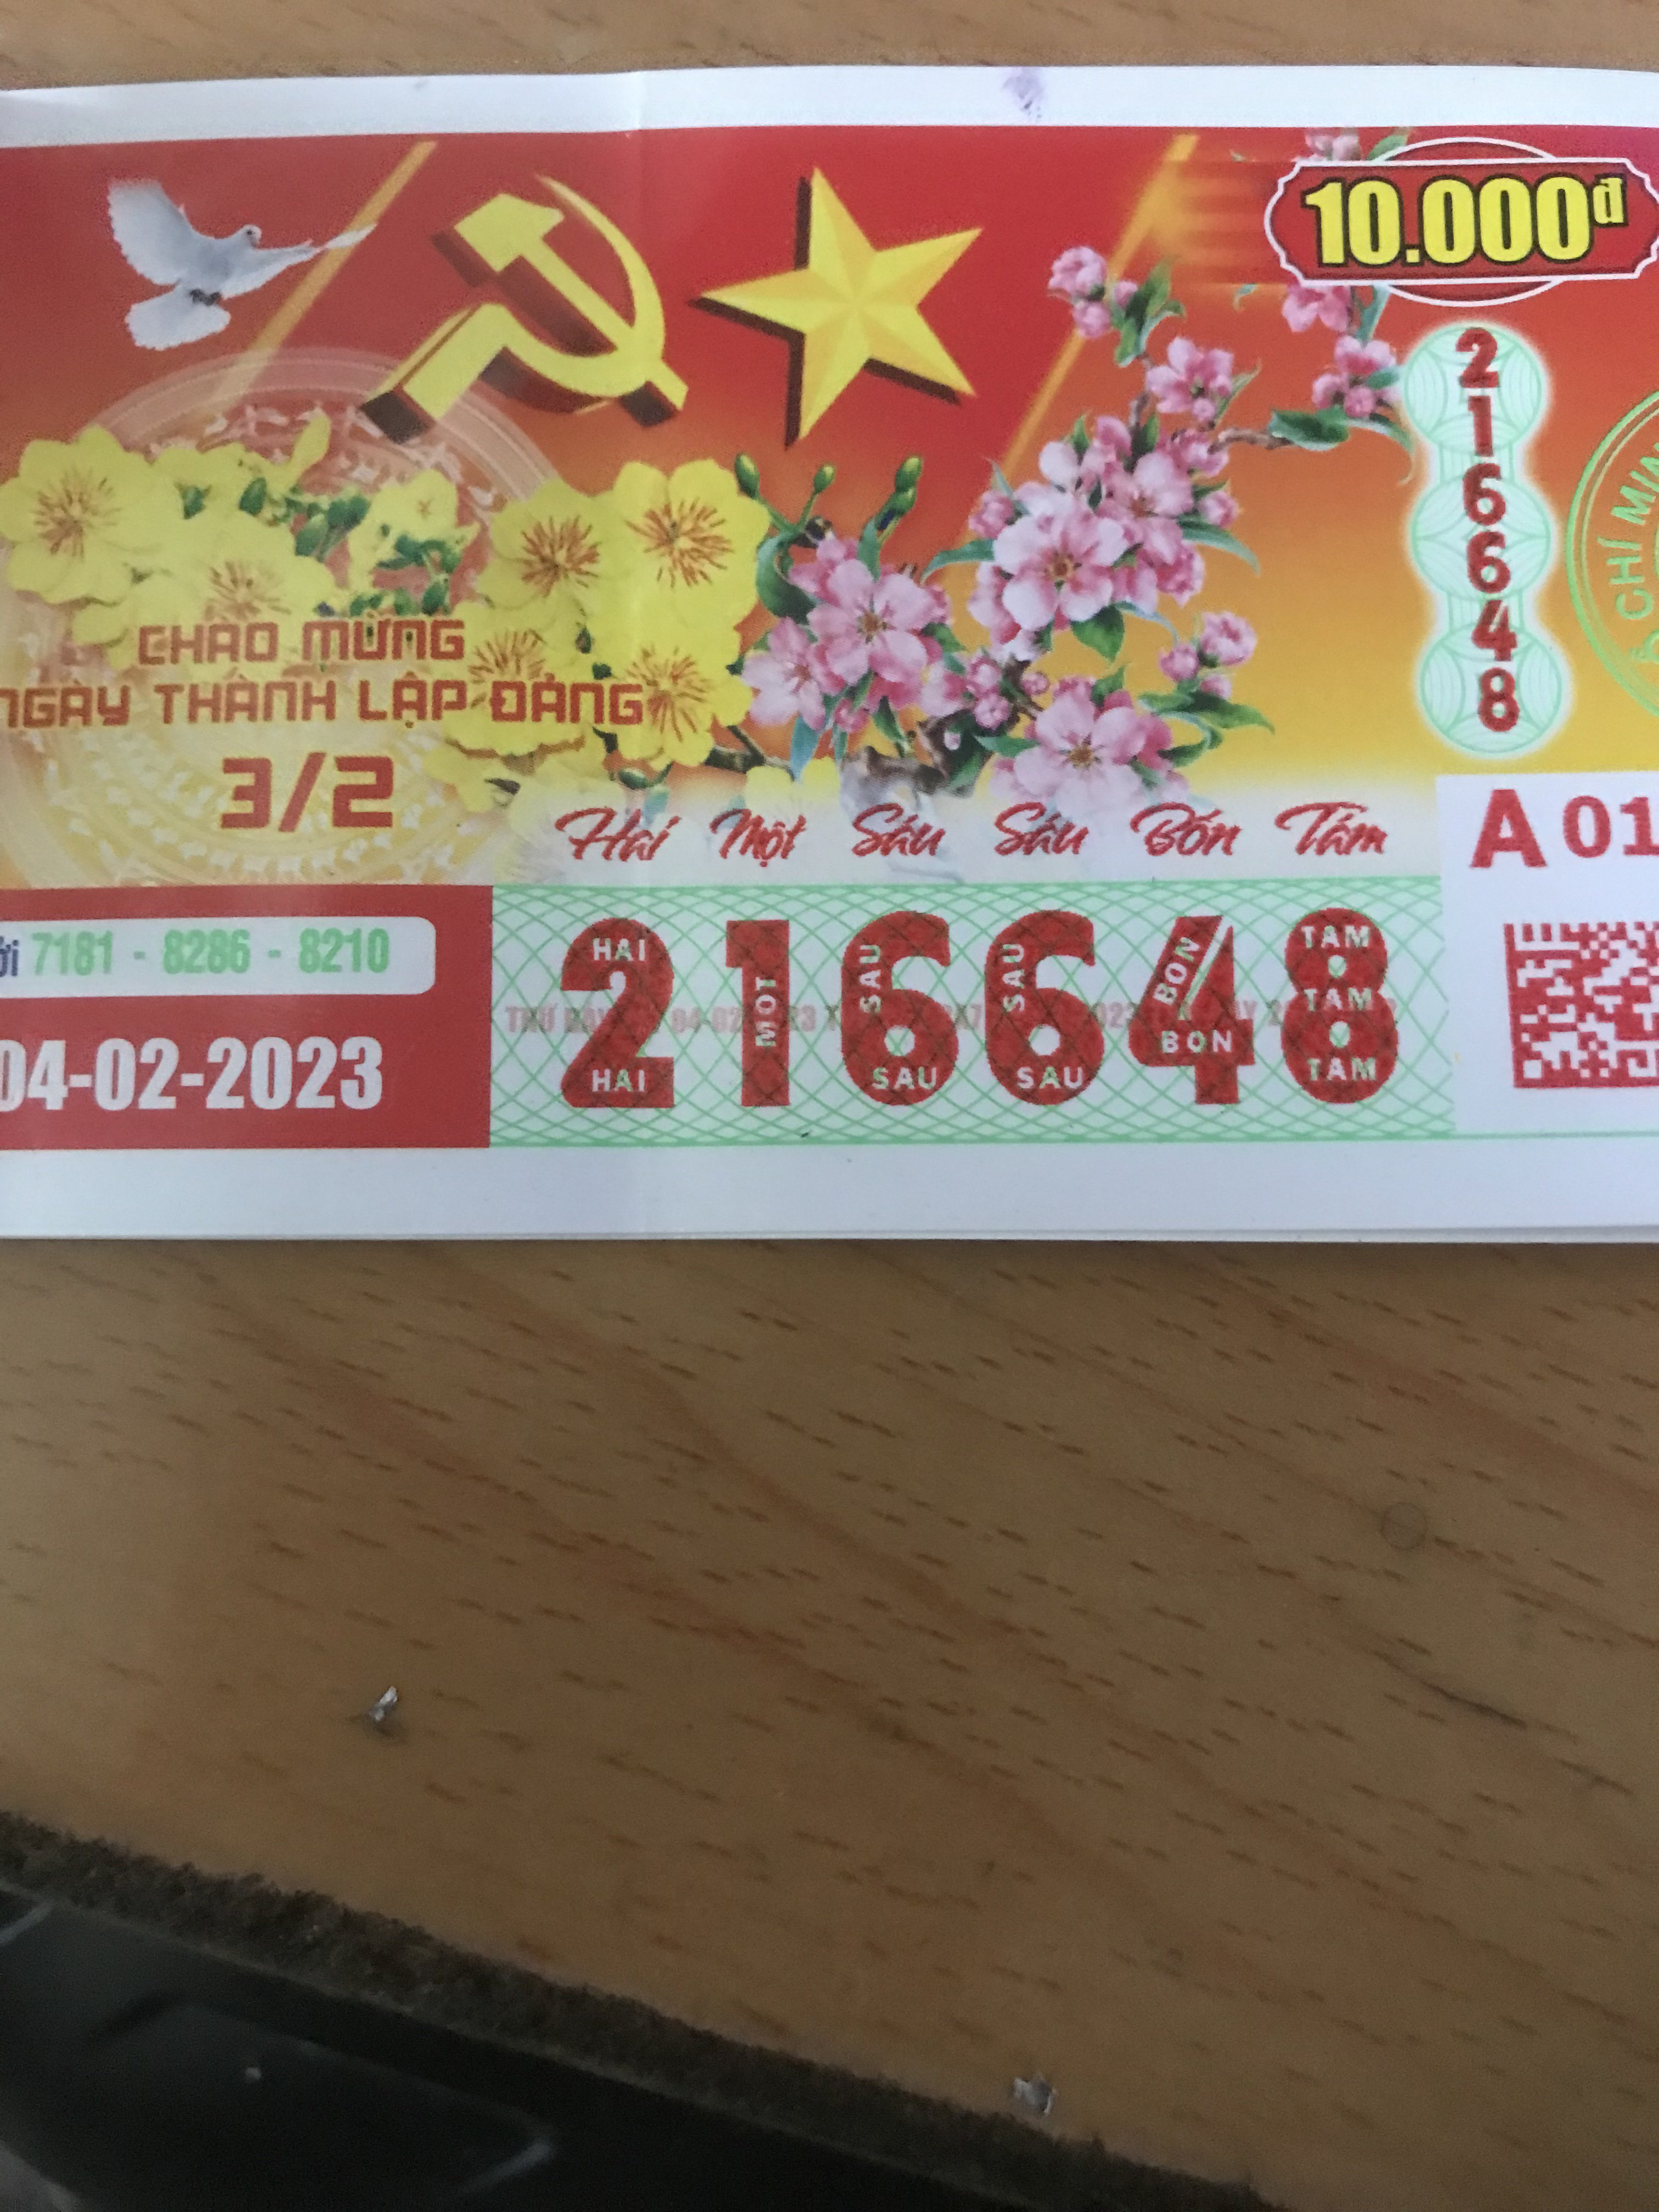 10.000đ
2
1
6
6
4
8
CHÍ MIN
CHÀO MỪNG
NGÀY THÀNH LẬP ĐẢNG
3/2
Hai Một Sáu Sáu Bốn Tám
A 01
7181 - 8286 - 8210
216648
HAI
HAI
MOT
SAU
SAU
SAU
SAU
BON
BON
TAM
TAM
TAM
04-02-2023